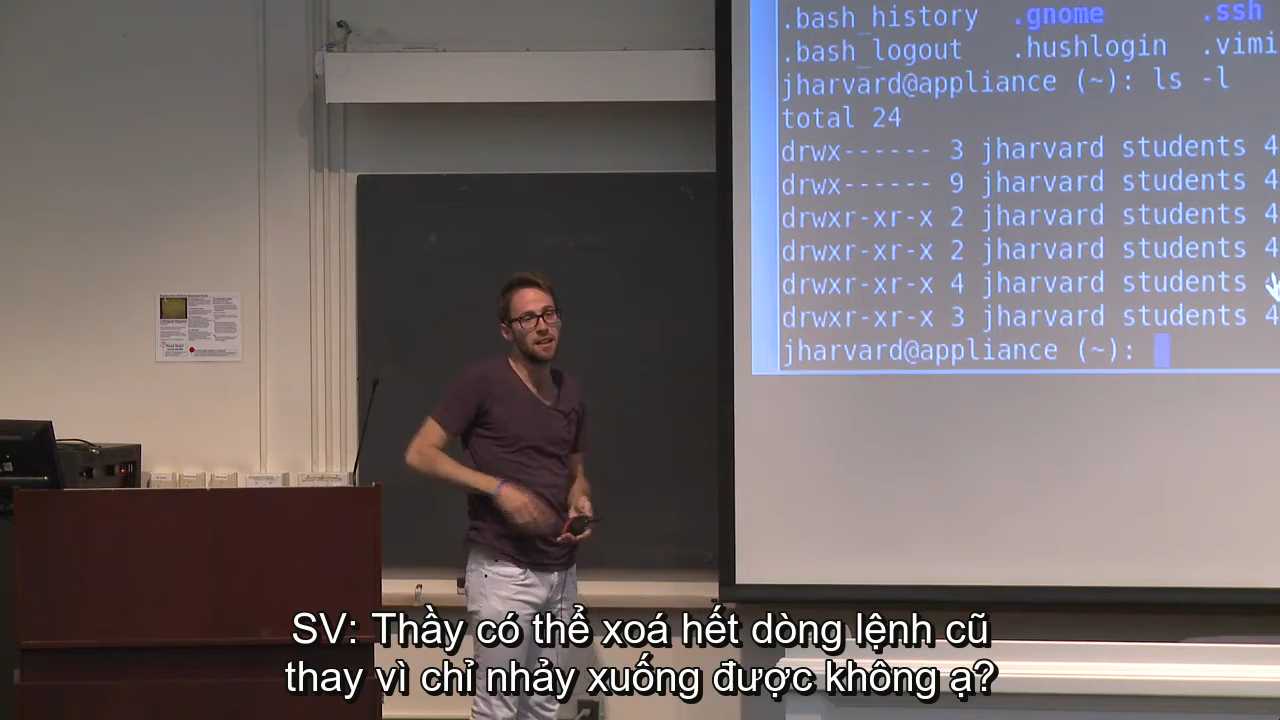 .bash_history .gnome .ssh
.bash_logout .hushlogin .vimi
jharvard@appliance (~): ls -l
total 24
drwx------ 3 jharvard students 4
drwx------ 9 jharvard students 4
drwxr-xr-x 2 jharvard students 4
drwxr-xr-x 2 jharvard students 4
drwxr-xr-x 4 jharvard students
drwxr-xr-x 3 jharvard students 4
jharvard@appliance (~):
SV: Thầy có thể xoá hết dòng lệnh cũ
thay vì chỉ nhảy xuống được không ạ?